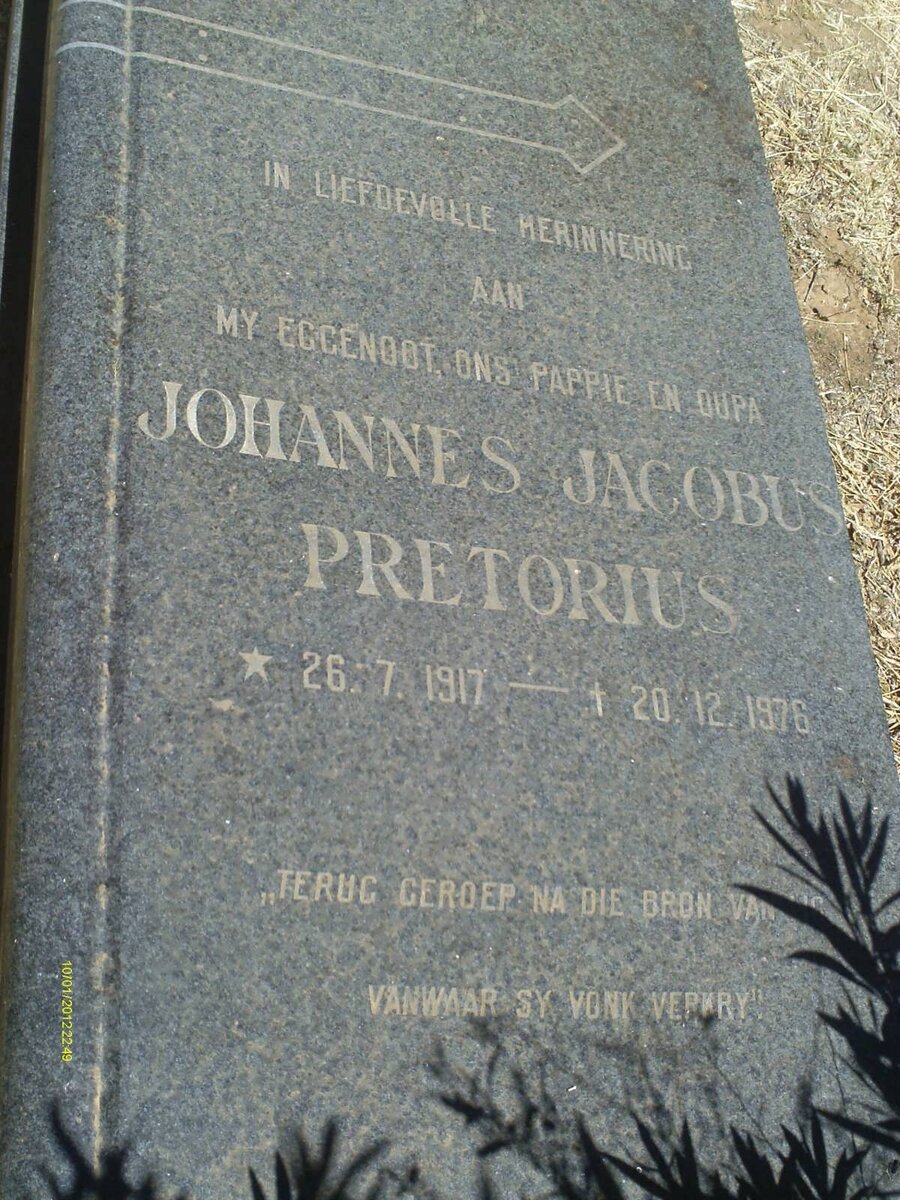 IN LIEFDEVOLLE HERINNERING
AAN
MY EGGENOOT, ONS PAPPIE EN OUPA
JOHANNES JACOBUS
PRETORIUS
★ 26. 7. 1917 — † 20. 12. 1976
„TERUG GEROEP NA DIE BRON VAN
VANWAAR SY VONK VERKRY".
10/01/2012 22:49